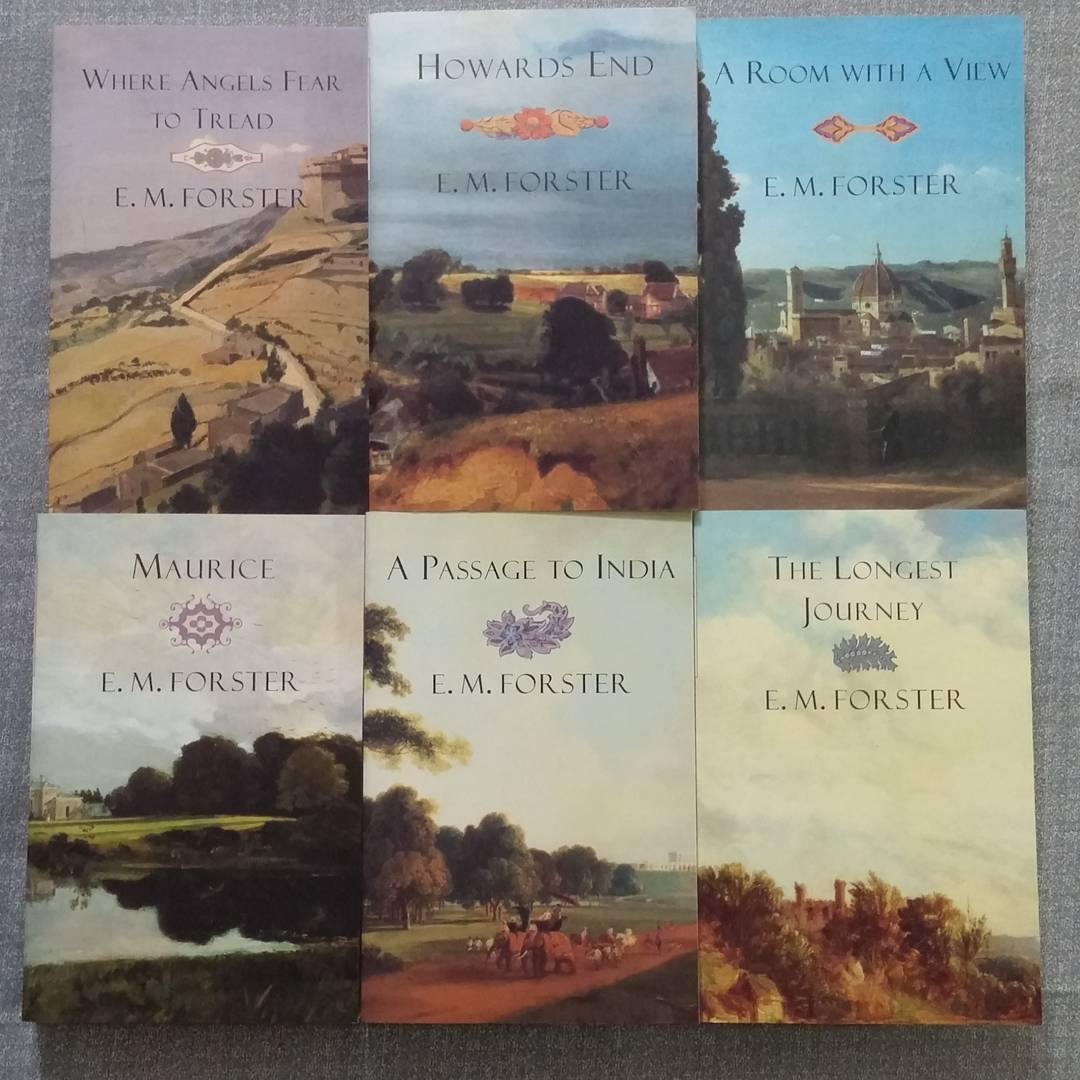 WHERE ANGELS FEAR
TO TREAD
E. M. FORSTER
HOWARDS END
E. M. FORSTER
A ROOM WITH A VIEW
E. M. FORSTER
MAURICE
E. M. FORSTER
A PASSAGE TO INDIA
E. M. FORSTER
THE LONGEST
JOURNEY
E. M. FORSTER